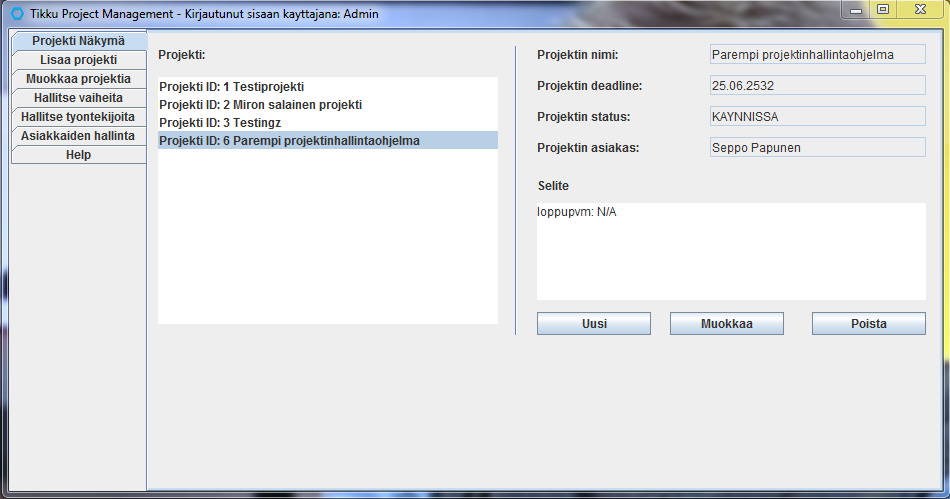 Tikku Project Management - Kirjautunut sisaan kayttajana: Admin
Projekti Näkymä
Lisaa projekti
Muokkaa projektia
Hallitse vaiheita
Hallitse tyontekijoita
Asiakkaiden hallinta
Help
Projekti:
Projekti ID: 1 Testiprojekti
Projekti ID: 2 Miron salainen projekti
Projekti ID: 3 Testingz
Projekti ID: 6 Parempi projektinhallintaohjelma
Projektin nimi: Parempi projektinhallintaohjelma
Projektin deadline: 25.06.2532
Projektin status: KAYNNISSA
Projektin asiakas: Seppo Papunen
Selite
loppupvm: N/A
Uusi Muokkaa Poista